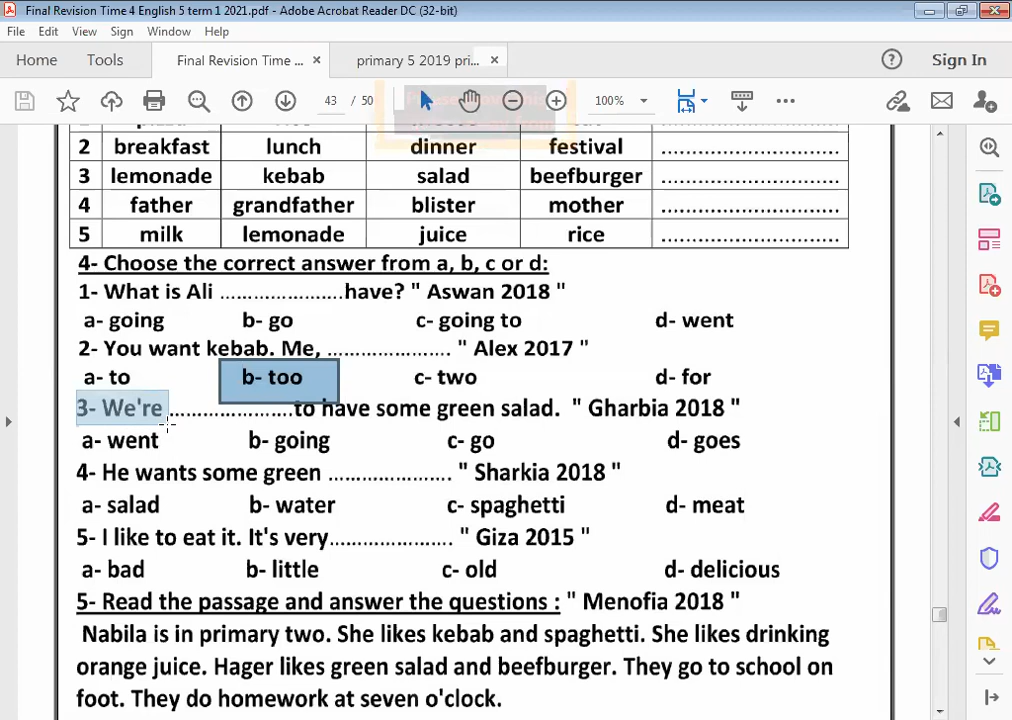 Final Revision Time 4 English 5 term 1 2021.pdf - Adobe Acrobat Reader DC (32-bit)
File Edit View Sign Window Help
Home Tools Final Revision Time ... × primary 5 2019 pri... × Sign In
43 / 50 100%
2 breakfast lunch dinner festival ................................
3 lemonade kebab salad beefburger ................................
4 father grandfather blister mother ................................
5 milk lemonade juice rice ................................
4- Choose the correct answer from a, b, c or d:
1- What is Ali ......................have? " Aswan 2018 "
a- going b- go c- going to d- went
2- You want kebab. Me, ...................... " Alex 2017 "
a- to b- too c- two d- for
3- We're ......................to have some green salad. " Gharbia 2018 "
a- went b- going c- go d- goes
4- He wants some green ...................... " Sharkia 2018 "
a- salad b- water c- spaghetti d- meat
5- I like to eat it. It's very...................... " Giza 2015 "
a- bad b- little c- old d- delicious
5- Read the passage and answer the questions : " Menofia 2018 "
Nabila is in primary two. She likes kebab and spaghetti. She likes drinking
orange juice. Hager likes green salad and beefburger. They go to school on
foot. They do homework at seven o'clock.